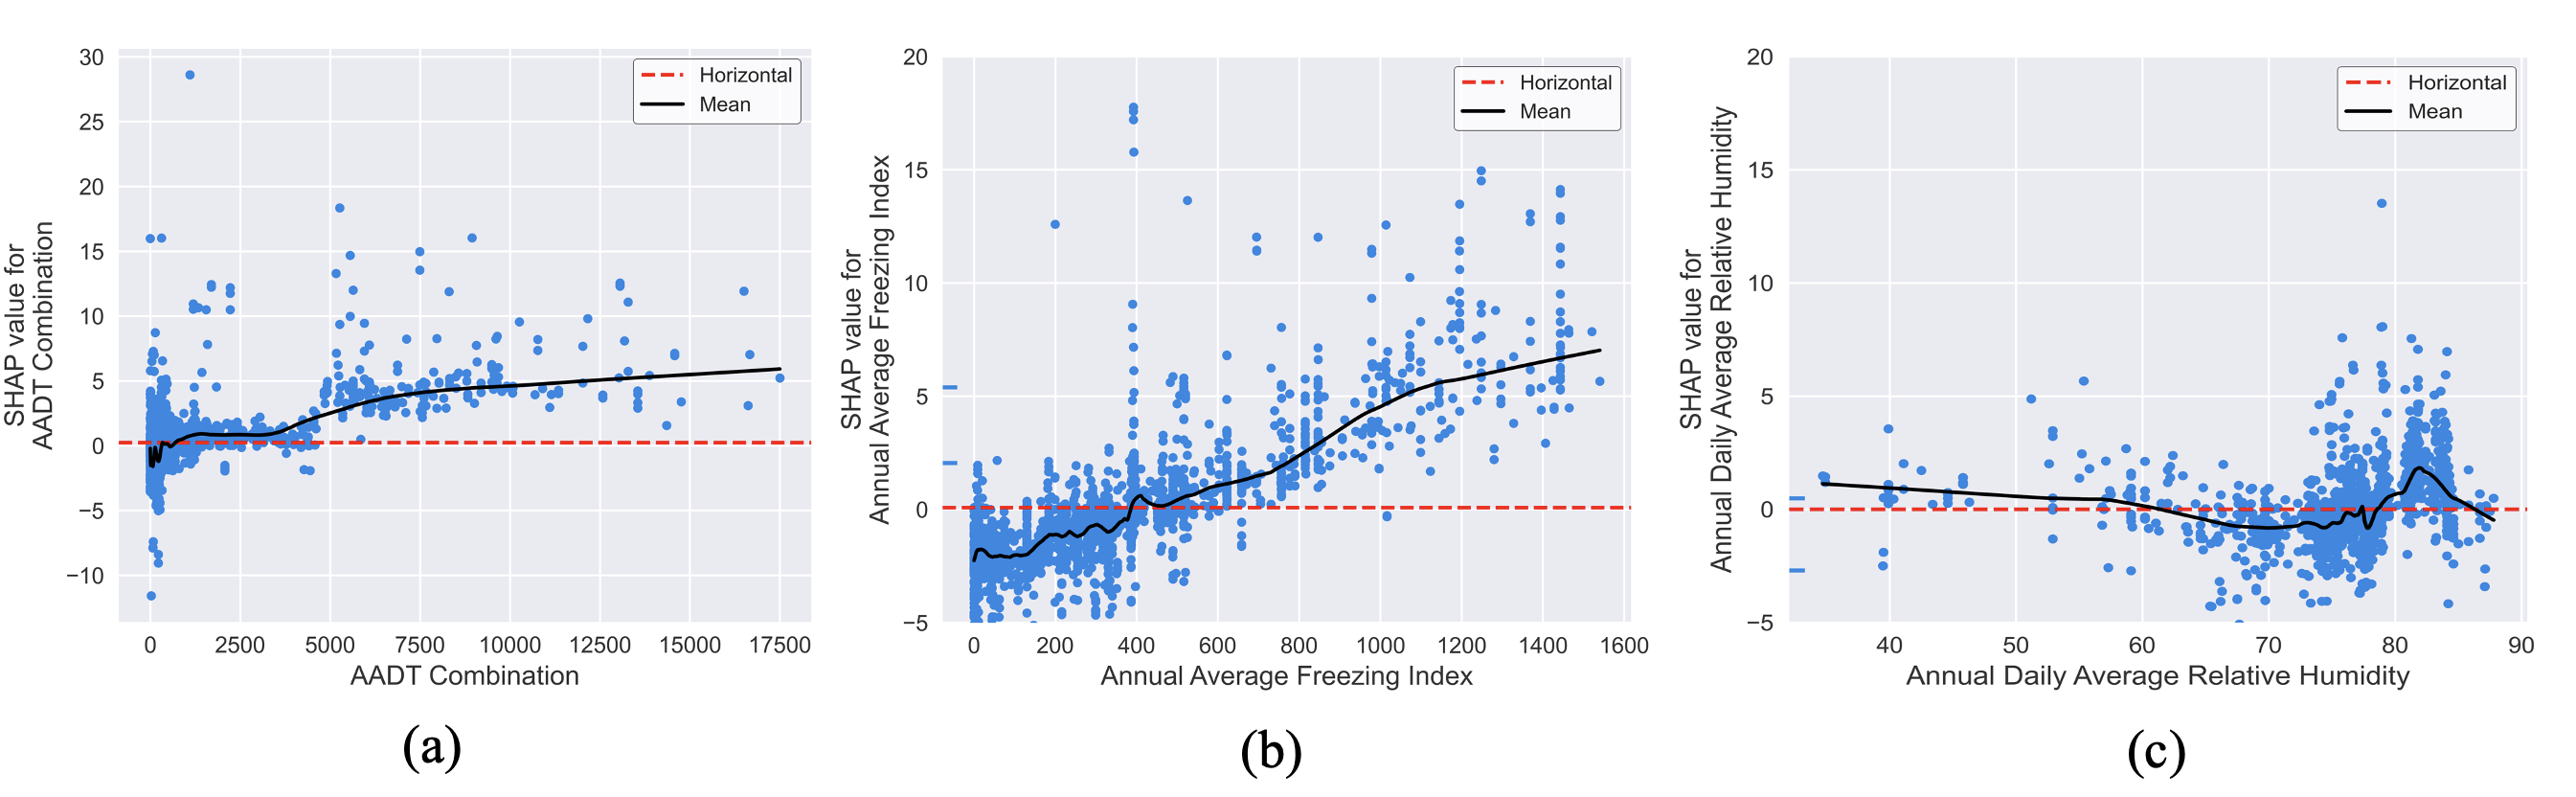 SHAP value for
AADT Combination
30
25
20
15
10
5
0
−5
−10
Horizontal
Mean
0 2500 5000 7500 10000 12500 15000 17500
AADT Combination
(a)
SHAP value for
Annual Average Freezing Index
20
15
10
5
0
−5
Horizontal
Mean
0 200 400 600 800 1000 1200 1400 1600
Annual Average Freezing Index
(b)
SHAP value for
Annual Daily Average Relative Humidity
20
15
10
5
0
−5
Horizontal
Mean
40 50 60 70 80 90
Annual Daily Average Relative Humidity
(c)